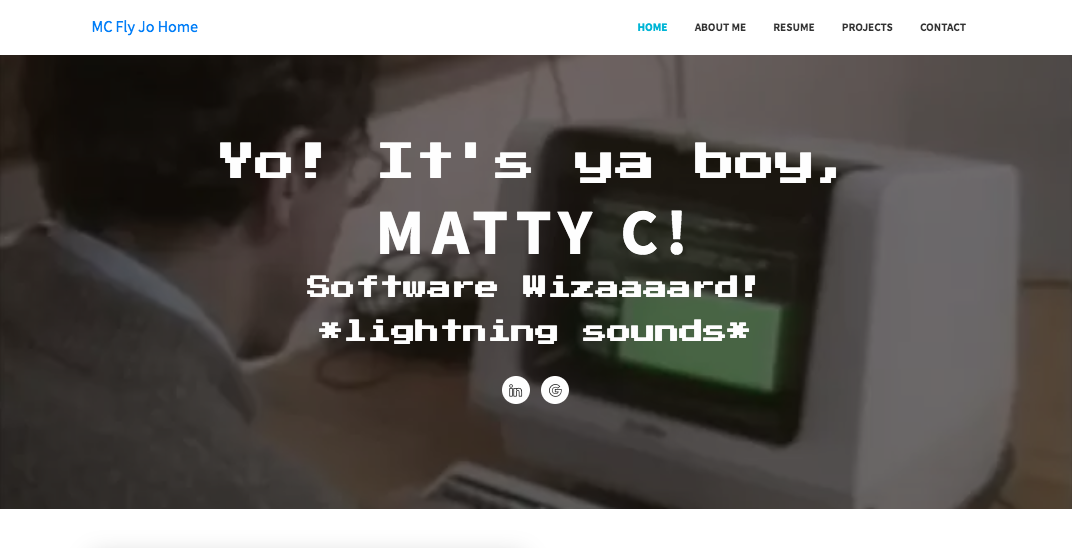 MC Fly Jo Home
HOME ABOUT ME RESUME PROJECTS CONTACT
Yo! It's ya boy,
MATTY C!
Software Wizaaaard!
*lightning sounds*
in G